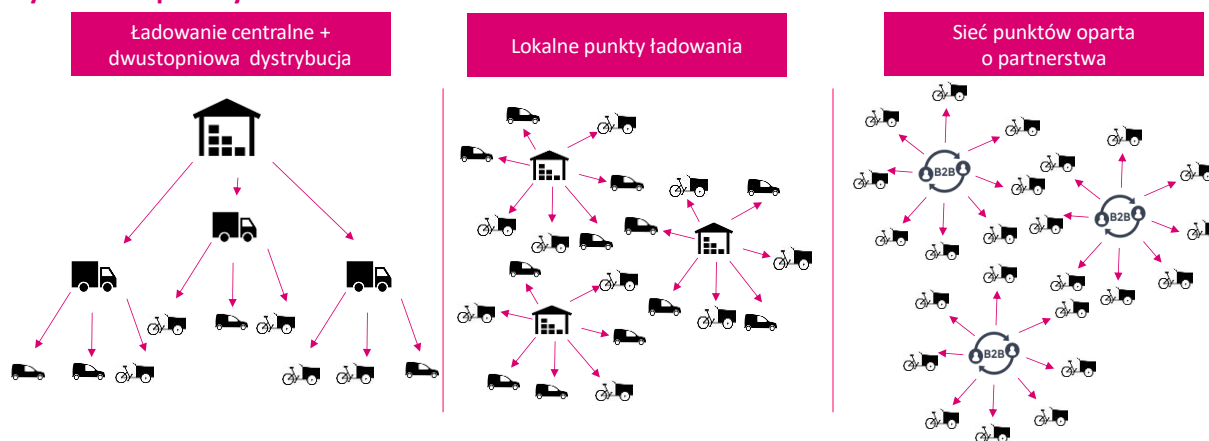 Ładowanie centralne +
dwustopniowa dystrybucja
Lokalne punkty ładowania
Sieć punktów oparta
o partnerstwa
B2B
B2B
B2B